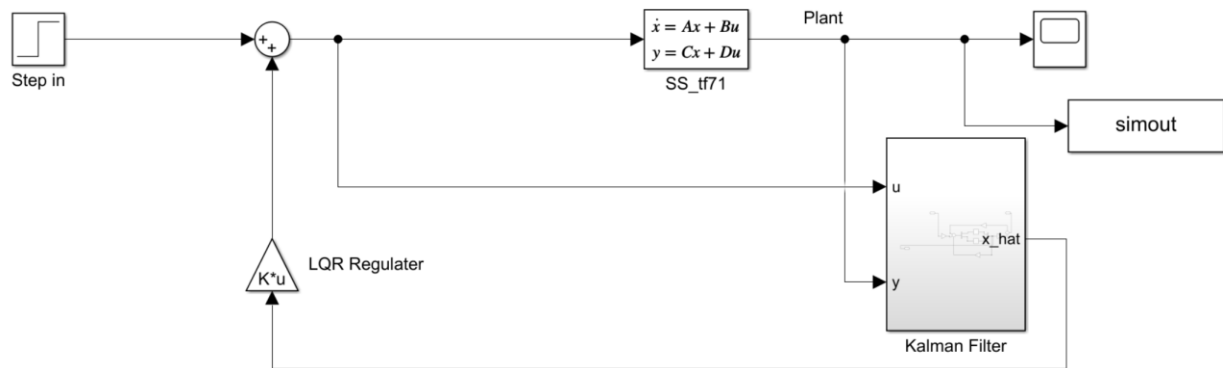 Step in
++
ẋ = Ax + Bu
y = Cx + Du
SS_tf71
Plant
simout
u
x_hat
y
Kalman Filter
K*u
LQR Regulater